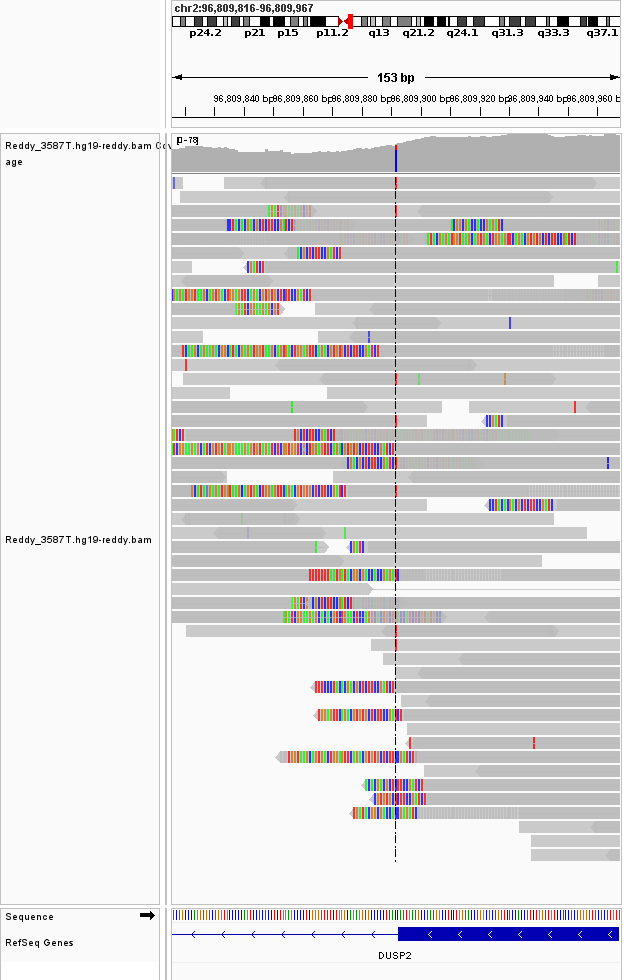 chr2:96,809,816-96,809,967
p24.2 p21 p15 p11.2 q13 q21.2 q24.1 q31.3 q33.3 q37.1
153 bp
96,809,840 bp 96,809,860 bp 96,809,880 bp 96,809,900 bp 96,809,920 bp 96,809,940 bp 96,809,960 b
Reddy_3587T.hg19-reddy.bam Cov
age
[0 - 78]
Reddy_3587T.hg19-reddy.bam
Sequence
RefSeq Genes
DUSP2